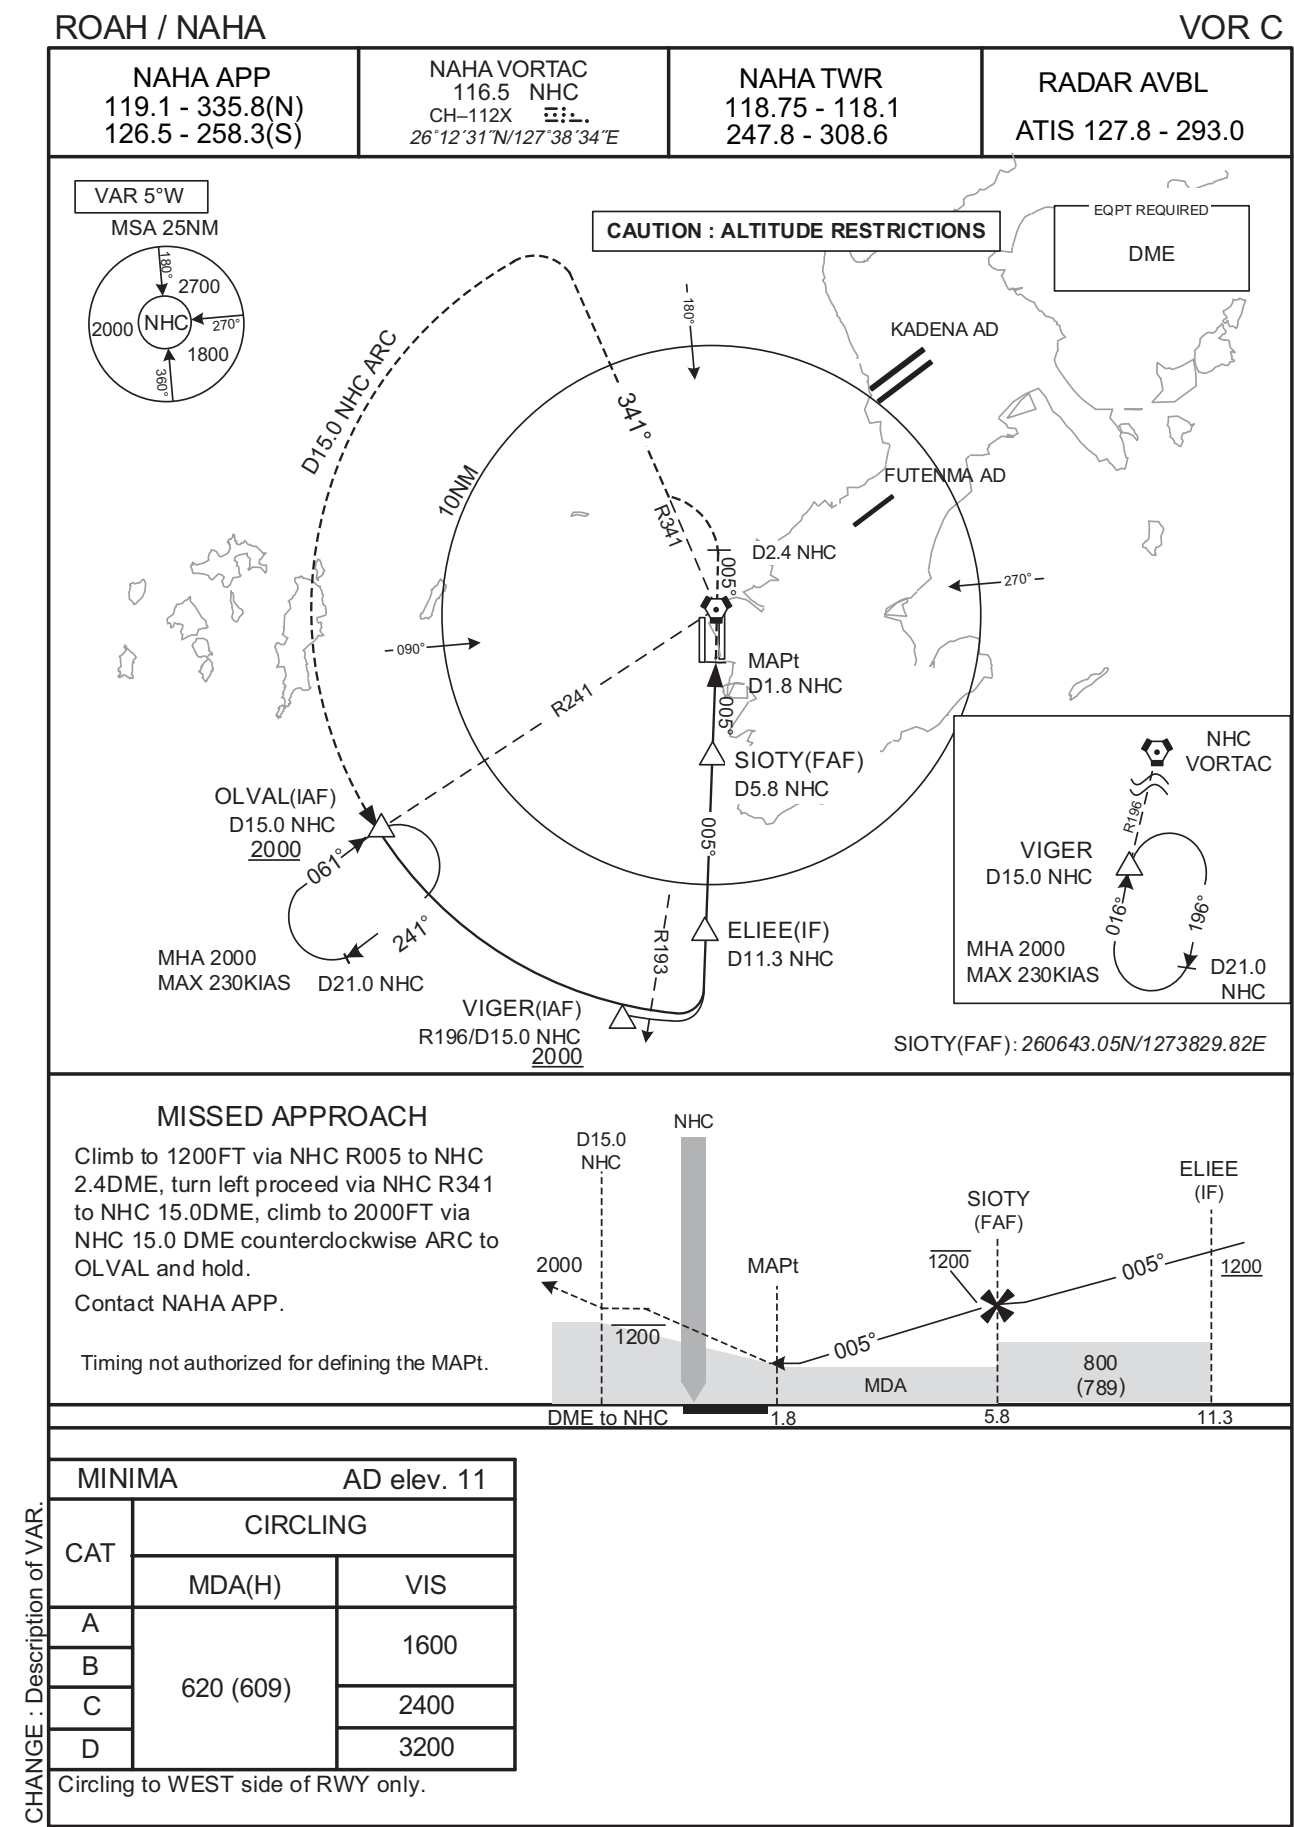 ROAH / NAHA
VOR C
NAHA APP
119.1 - 335.8(N)
126.5 - 258.3(S)
NAHA VORTAC
116.5 NHC
CH–112X
26°12´31˝N/127°38´34˝E
NAHA TWR
118.75 - 118.1
247.8 - 308.6
RADAR AVBL
ATIS 127.8 - 293.0
VAR 5°W
MSA 25NM
180°
2700
2000
NHC
270°
1800
360°
CAUTION : ALTITUDE RESTRICTIONS
EQPT REQUIRED
DME
180°
KADENA AD
D15.0 NHC ARC
341°
10NM
FUTENMA AD
R341
D2.4 NHC
005°
270°
090°
R241
MAPt
D1.8 NHC
005°
SIOTY(FAF)
D5.8 NHC
OLVAL(IAF)
D15.0 NHC
2000
061°
241°
MHA 2000
MAX 230KIAS
D21.0 NHC
005°
ELIEE(IF)
D11.3 NHC
R193
VIGER(IAF)
R196/D15.0 NHC
2000
NHC
VORTAC
R196
VIGER
D15.0 NHC
016°
196°
MHA 2000
MAX 230KIAS
D21.0
NHC
SIOTY(FAF): 260643.05N/1273829.82E
MISSED APPROACH
Climb to 1200FT via NHC R005 to NHC
2.4DME, turn left proceed via NHC R341
to NHC 15.0DME, climb to 2000FT via
NHC 15.0 DME counterclockwise ARC to
OLVAL and hold.
Contact NAHA APP.
Timing not authorized for defining the MAPt.
D15.0
NHC
NHC
2000
1200
MAPt
005°
1200
SIOTY
(FAF)
005°
ELIEE
(IF)
1200
MDA
800
(789)
DME to NHC
1.8
5.8
11.3
MINIMA
AD elev. 11
CAT
CIRCLING
MDA(H)
VIS
A
B
C
D
620 (609)
1600
2400
3200
Circling to WEST side of RWY only.
CHANGE : Description of VAR.